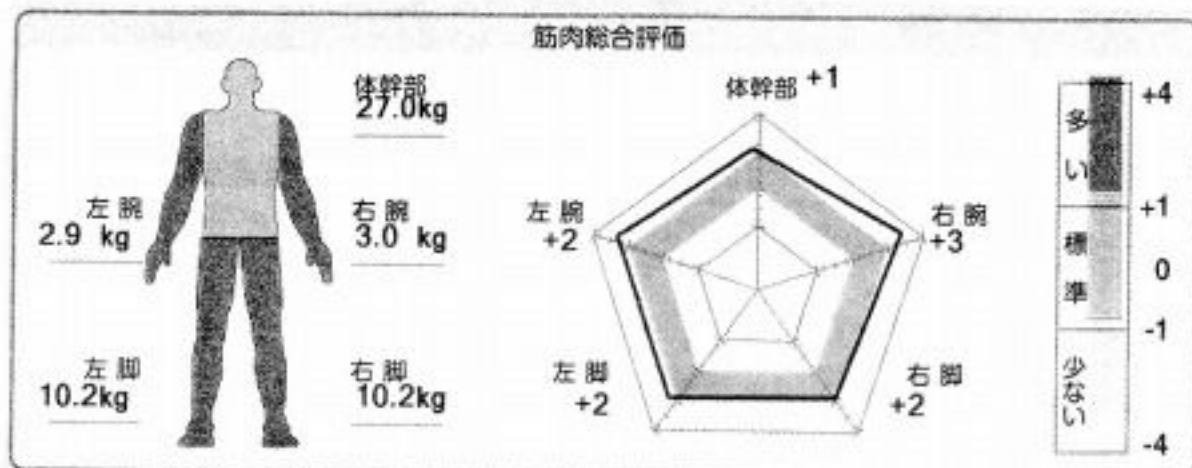 筋肉総合評価
体幹部
27.0kg
左腕
2.9 kg
右腕
3.0 kg
左脚
10.2kg
右脚
10.2kg
体幹部 +1
左腕
+2
右腕
+3
左脚
+2
右脚
+2
多い
標準
少ない
+4
+1
0
-1
-4